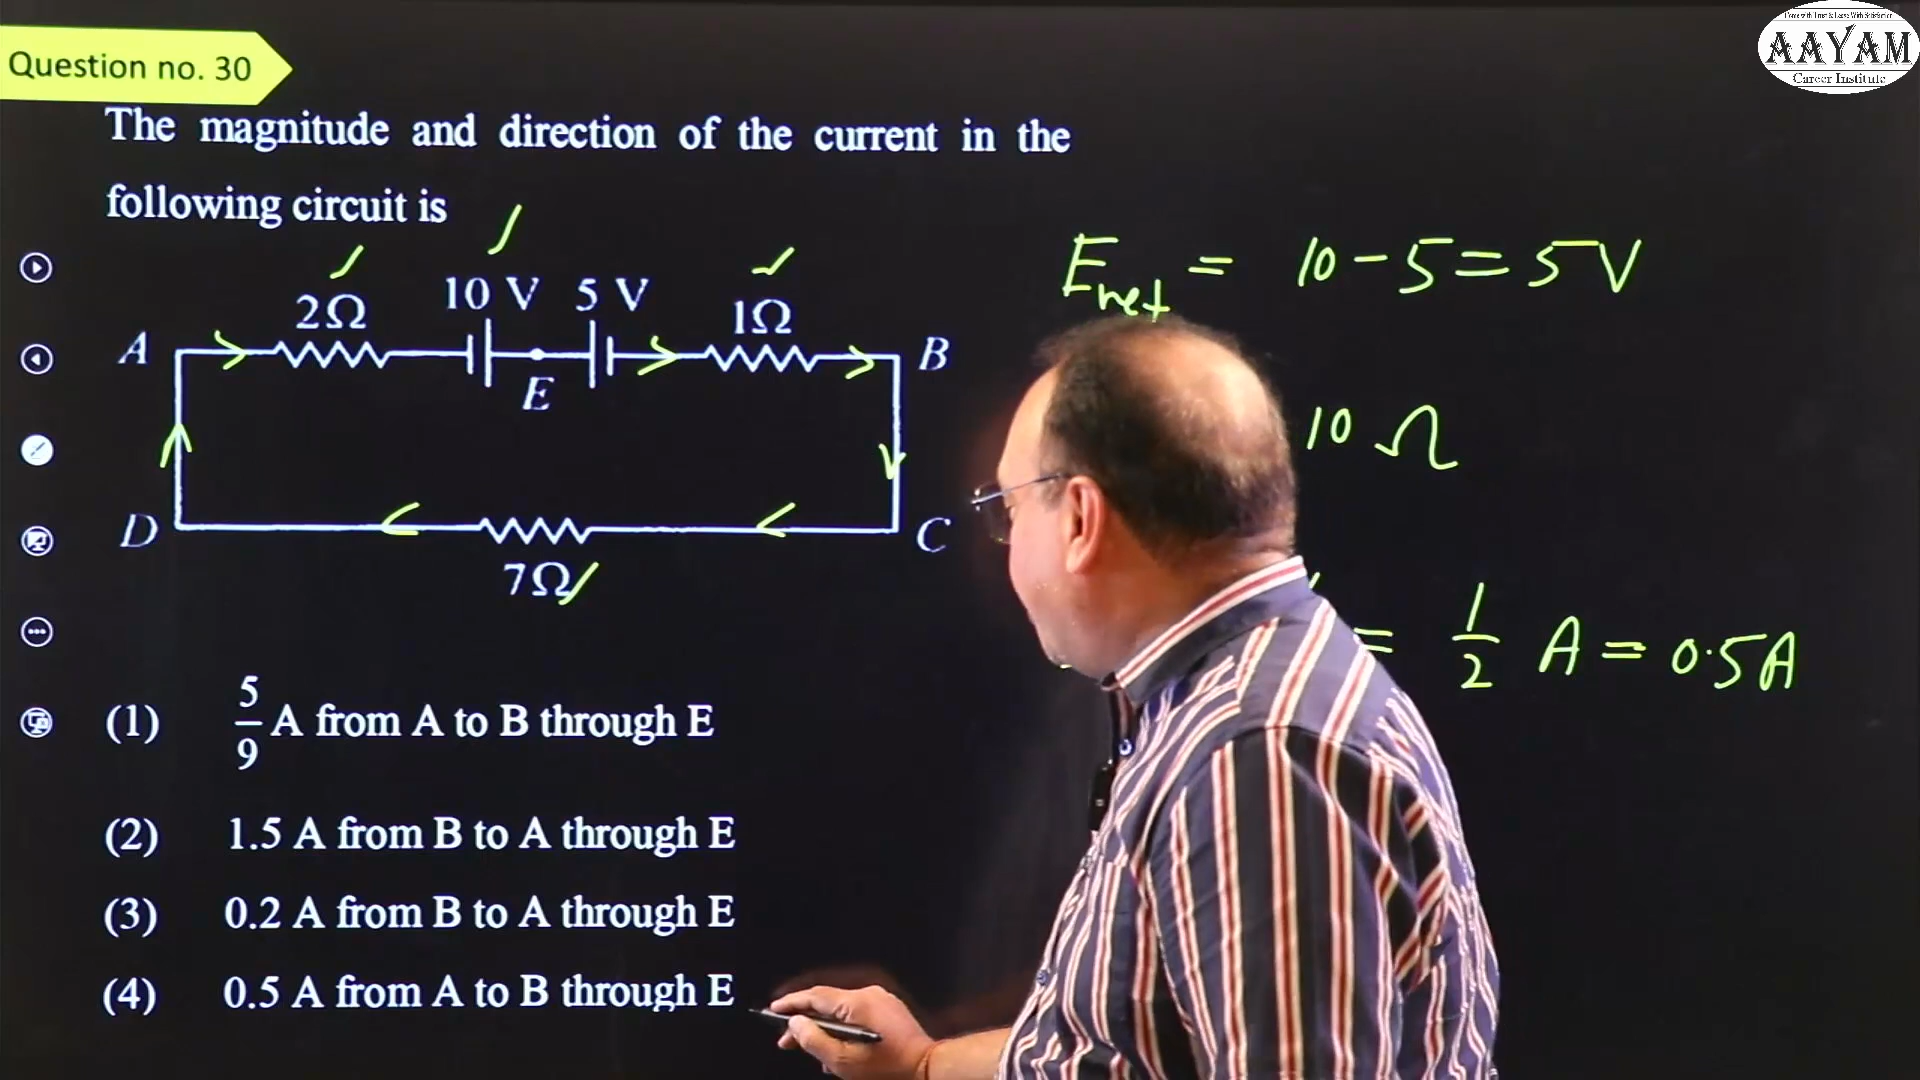 Question no. 30
AAYAM
Career Institute
The magnitude and direction of the current in the
following circuit is
2Ω
10 V
5 V
1Ω
A
E
B
D
C
7Ω
E net = 10 - 5 = 5 V
10 Ω
= 1/2 A = 0.5 A
(1) 5/9 A from A to B through E
(2) 1.5 A from B to A through E
(3) 0.2 A from B to A through E
(4) 0.5 A from A to B through E